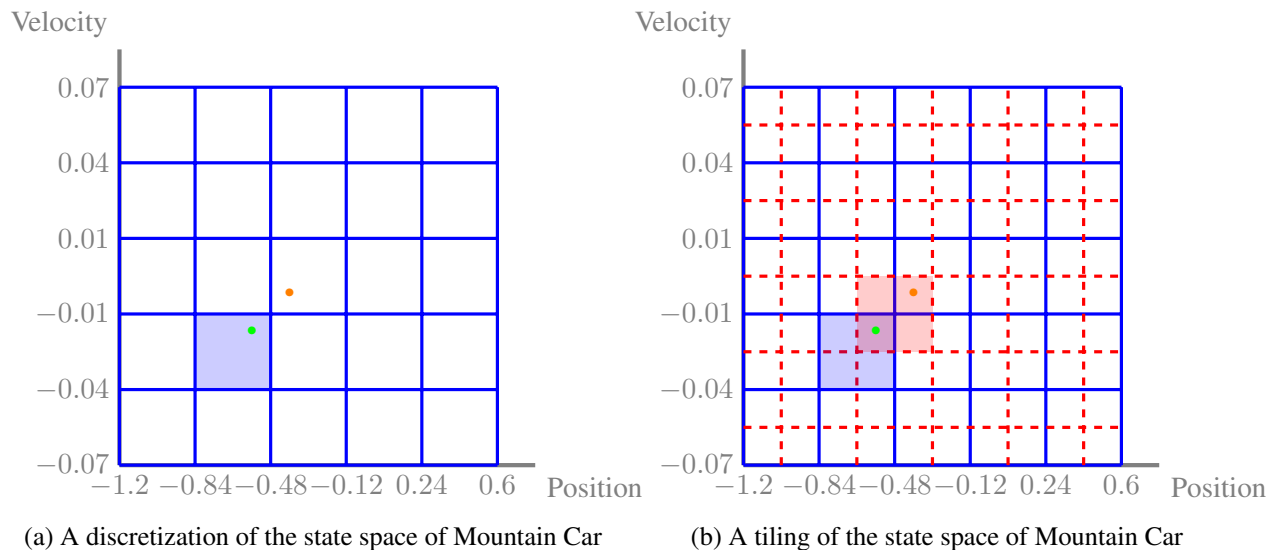 Velocity
0.07
0.04
0.01
−0.01
−0.04
−0.07
−1.2 −0.84 −0.48 −0.12 0.24 0.6
Position
(a) A discretization of the state space of Mountain Car
Velocity
0.07
0.04
0.01
−0.01
−0.04
−0.07
−1.2 −0.84 −0.48 −0.12 0.24 0.6
Position
(b) A tiling of the state space of Mountain Car